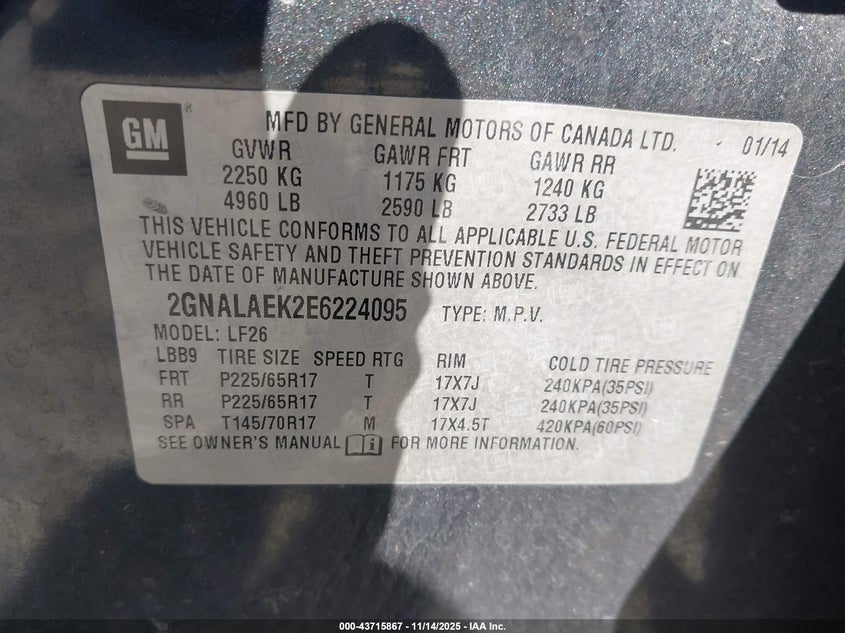 GM ®
MFD BY GENERAL MOTORS OF CANADA LTD. 01/14
GVWR GAWR FRT GAWR RR
2250 KG 1175 KG 1240 KG
4960 LB 2590 LB 2733 LB
THIS VEHICLE CONFORMS TO ALL APPLICABLE U.S. FEDERAL MOTOR
VEHICLE SAFETY AND THEFT PREVENTION STANDARDS IN EFFECT ON
THE DATE OF MANUFACTURE SHOWN ABOVE.
2GNALAEK2E6224095 TYPE: M.P.V.
MODEL: LF26
LBB9 TIRE SIZE SPEED RTG RIM COLD TIRE PRESSURE
FRT P225/65R17 T 17X7J 240KPA(35PSI)
RR P225/65R17 T 17X7J 240KPA(35PSI)
SPA T145/70R17 M 17X4.5T 420KPA(60PSI)
SEE OWNER'S MANUAL FOR MORE INFORMATION.
000-43715867 - 11/14/2025 - IAA Inc.